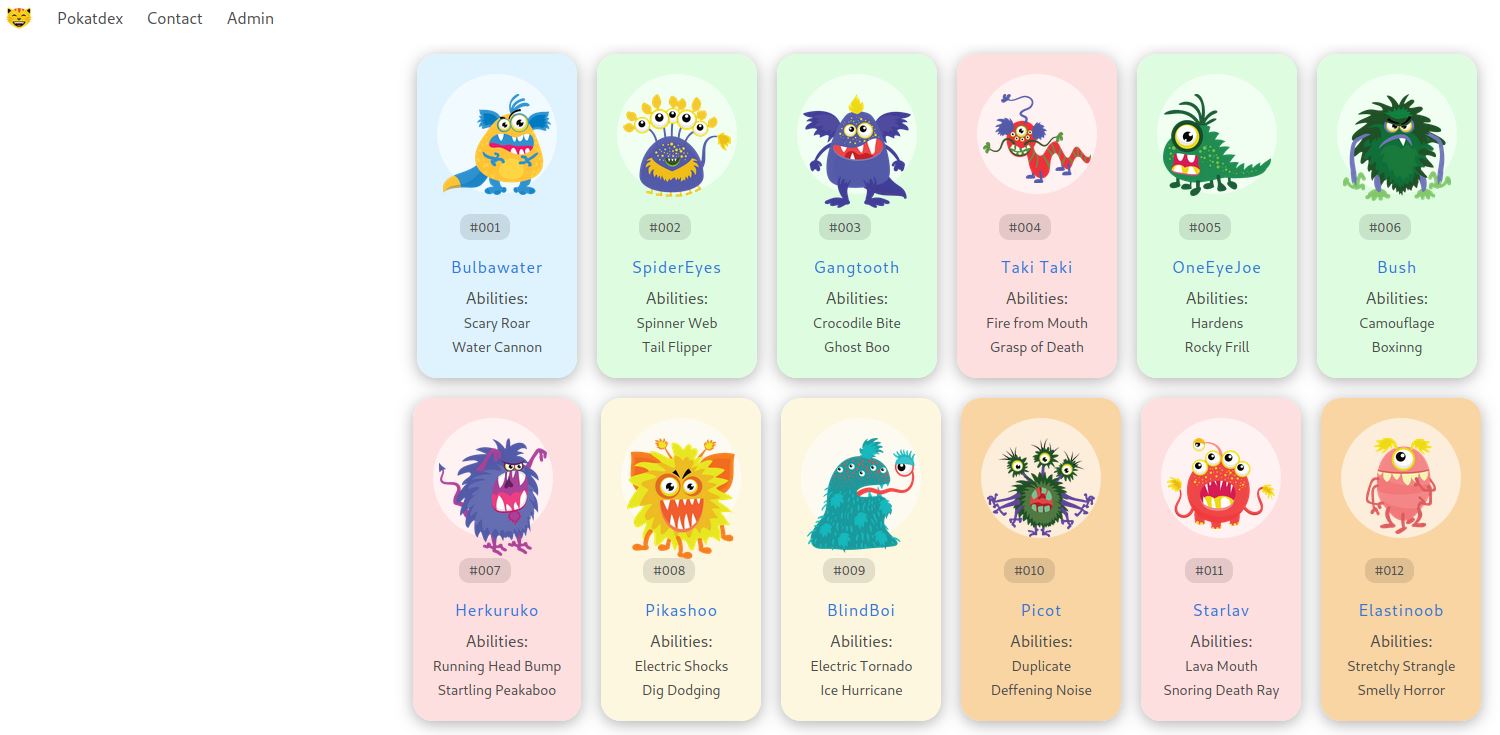 Pokatdex Contact Admin
#001 #002 #003 #004 #005 #006
Bulbawater SpiderEyes Gangtooth Taki Taki OneEyeJoe Bush
Abilities: Abilities: Abilities: Abilities: Abilities: Abilities:
Scary Roar Spinner Web Crocodile Bite Fire from Mouth Hardens Camouflage
Water Cannon Tail Flipper Ghost Boo Grasp of Death Rocky Frill Boxinng
#007 #008 #009 #010 #011 #012
Herkuruko Pikashoo BlindBoi Picot Starlav Elastinoob
Abilities: Abilities: Abilities: Abilities: Abilities: Abilities:
Running Head Bump Electric Shocks Electric Tornado Duplicate Lava Mouth Stretchy Strangle
Startling Peakaboo Dig Dodging Ice Hurricane Deffening Noise Snoring Death Ray Smelly Horror